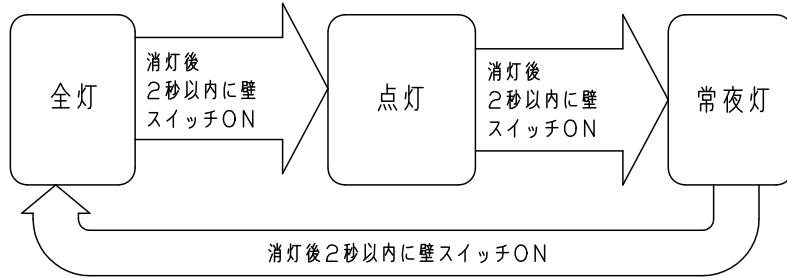 全灯
消灯後
２秒以内に壁
スイッチＯＮ
点灯
消灯後
２秒以内に壁
スイッチＯＮ
常夜灯
消灯後２秒以内に壁スイッチＯＮ